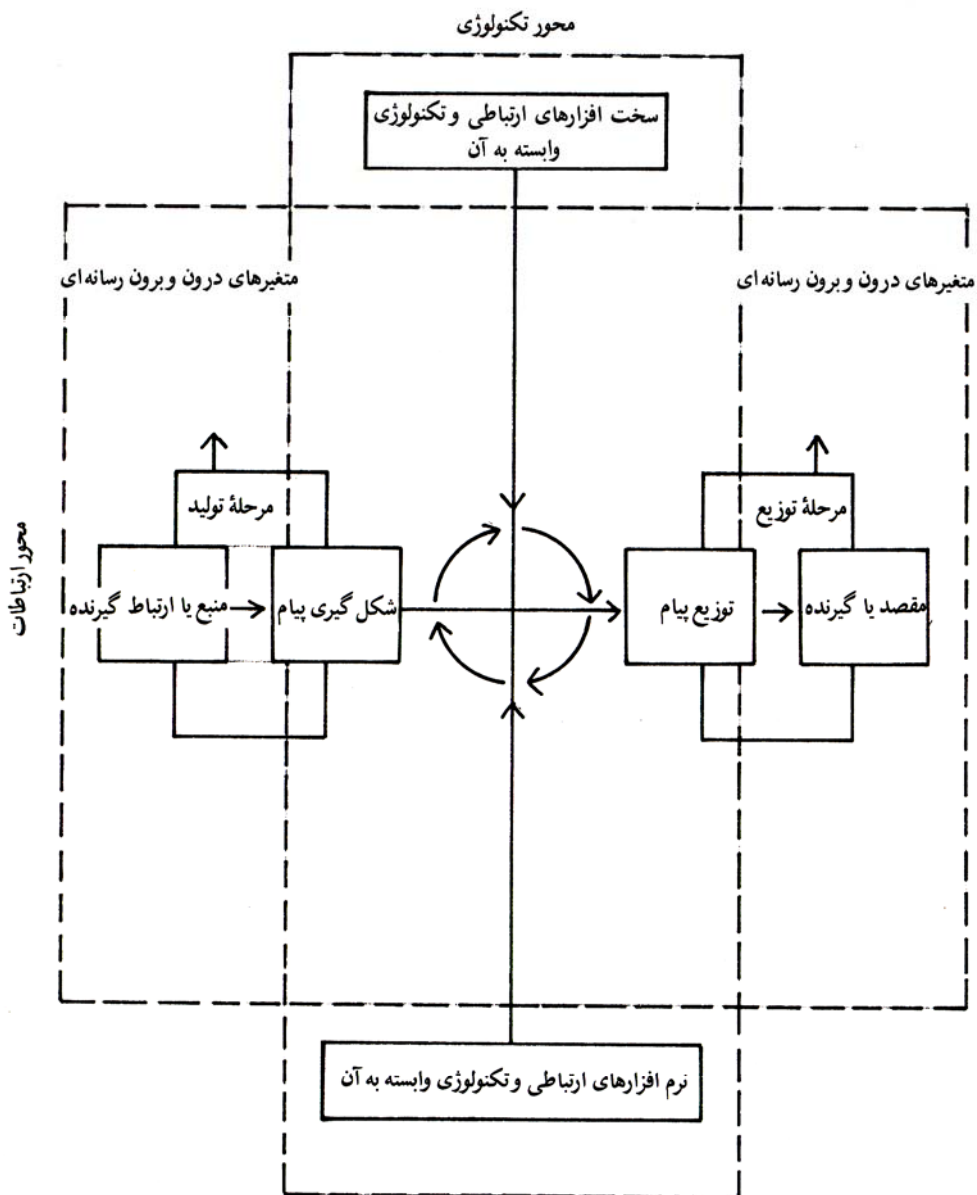 محور تکنولوژی
سخت افزارهای ارتباطی و تکنولوژی
وابسته به آن
متغیرهای درون و برون رسانه ای
متغیرهای درون و برون رسانه ای
مرحلهٔ توزیع
مرحلهٔ تولید
مقصد یا گیرنده
توزیع پیام
شکل گیری پیام
منبع یا ارتباط گیرنده
محور ارتباطات
نرم افزارهای ارتباطی و تکنولوژی وابسته به آن